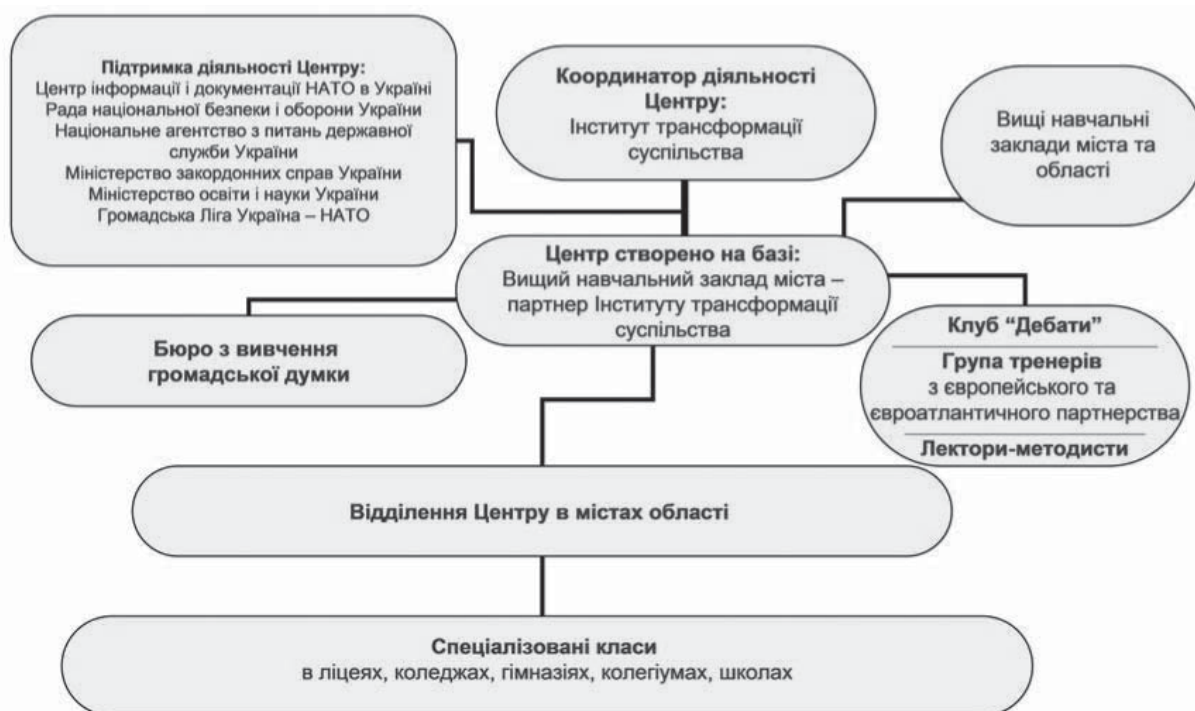 Підтримка діяльності Центру:
Центр інформації і документації НАТО в Україні
Рада національної безпеки і оборони України
Національне агентство з питань державної
служби України
Міністерство закордонних справ України
Міністерство освіти і науки України
Громадська Ліга Україна – НАТО
Координатор діяльності
Центру:
Інститут трансформації
суспільства
Вищі навчальні
заклади міста та
області
Центр створено на базі:
Вищий навчальний заклад міста –
партнер Інституту трансформації
суспільства
Бюро з вивчення
громадської думки
Клуб “Дебати”
Група тренерів
з європейського та
євроатлантичного партнерства
Лектори-методисти
Відділення Центру в містах області
Спеціалізовані класи
в ліцеях, коледжах, гімназіях, колегіумах, школах